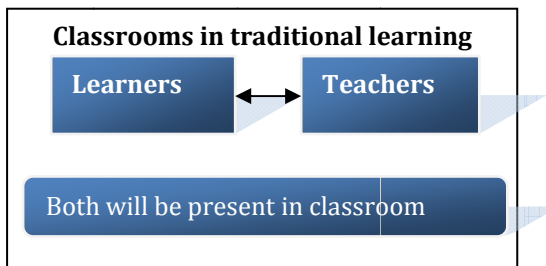 Classrooms in traditional learning
Learners Teachers
Both will be present in classroom